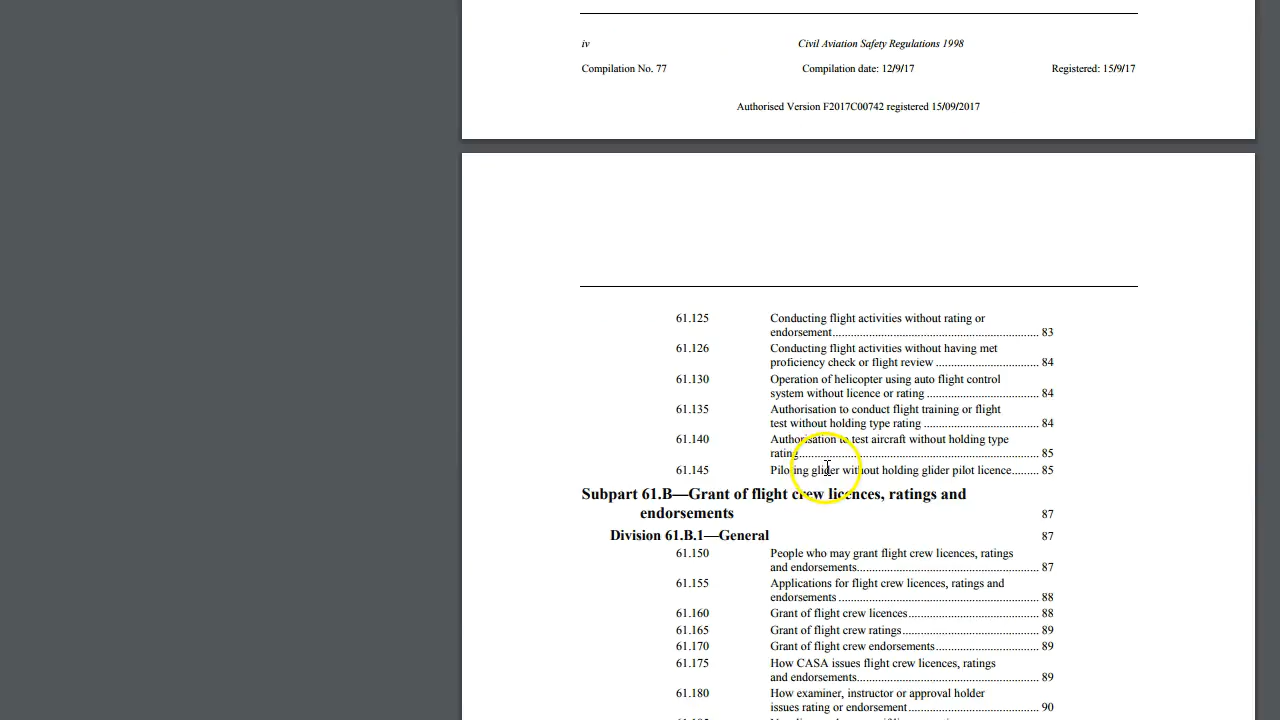 iv Civil Aviation Safety Regulations 1998
Compilation No. 77 Compilation date: 12/9/17 Registered: 15/9/17
Authorised Version F2017C00742 registered 15/09/2017
61.125 Conducting flight activities without rating or
endorsement..................................................................... 83
61.126 Conducting flight activities without having met
proficiency check or flight review .................................. 84
61.130 Operation of helicopter using auto flight control
system without licence or rating ..................................... 84
61.135 Authorisation to conduct flight training or flight
test without holding type rating ...................................... 84
61.140 Authorisation to test aircraft without holding type
rating................................................................................ 85
61.145 Piloting glider without holding glider pilot licence......... 85
Subpart 61.B—Grant of flight crew licences, ratings and
endorsements 87
Division 61.B.1—General 87
61.150 People who may grant flight crew licences, ratings
and endorsements............................................................. 87
61.155 Applications for flight crew licences, ratings and
endorsements ................................................................... 88
61.160 Grant of flight crew licences............................................ 88
61.165 Grant of flight crew ratings.............................................. 89
61.170 Grant of flight crew endorsements................................... 89
61.175 How CASA issues flight crew licences, ratings
and endorsements............................................................. 89
61.180 How examiner, instructor or approval holder
issues rating or endorsement ............................................ 90